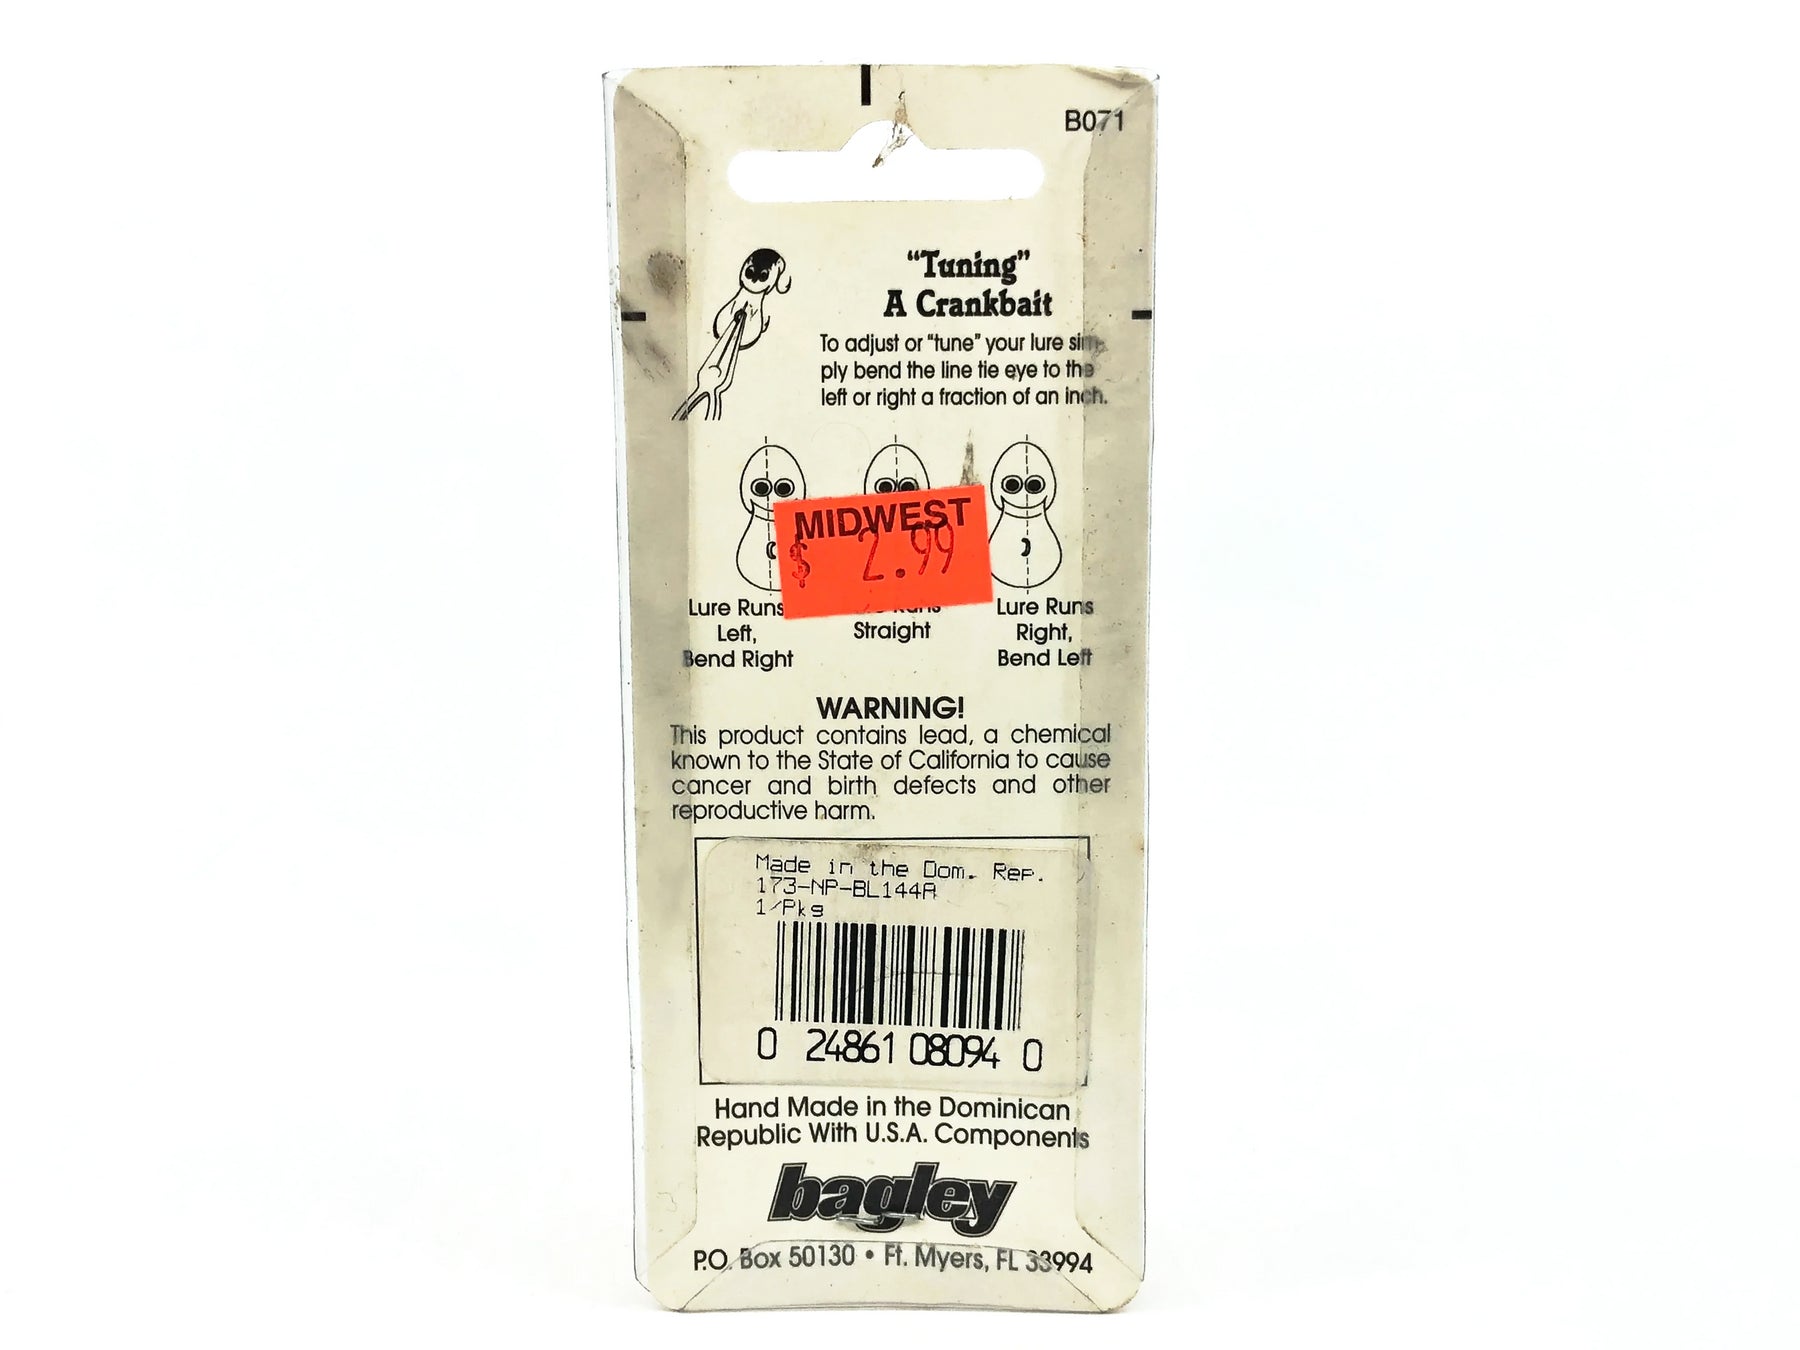 B071
“Tuning”
A Crankbait
To adjust or “tune” your lure sim-
ply bend the line tie eye to the
left or right a fraction of an inch.
MIDWEST
$ 2.99
Lure Runs
Left,
Bend Right
Runs
Straight
Lure Runs
Right,
Bend Left
WARNING!
This product contains lead, a chemical
known to the State of California to cause
cancer and birth defects and other
reproductive harm.
Made in the Dom. Rep.
173-NP-BL144A
1/Pkg
0 24861 08094 0
Hand Made in the Dominican
Republic With U.S.A. Components
bagley
P.O. Box 50130 • Ft. Myers, FL 33994